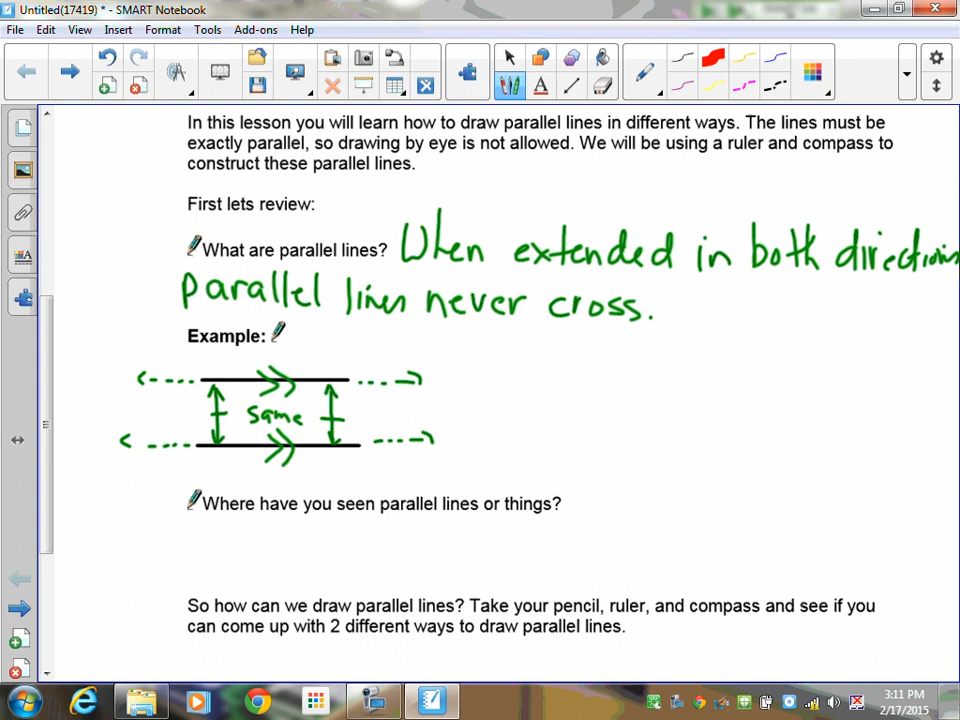 Untitled(17419) * - SMART Notebook
File Edit View Insert Format Tools Add-ons Help
In this lesson you will learn how to draw parallel lines in different ways. The lines must be
exactly parallel, so drawing by eye is not allowed. We will be using a ruler and compass to
construct these parallel lines.
First lets review:
What are parallel lines? When extended in both directions
parallel lines never cross.
Example:
same
Where have you seen parallel lines or things?
So how can we draw parallel lines? Take your pencil, ruler, and compass and see if you
can come up with 2 different ways to draw parallel lines.
3:11 PM
2/17/2015